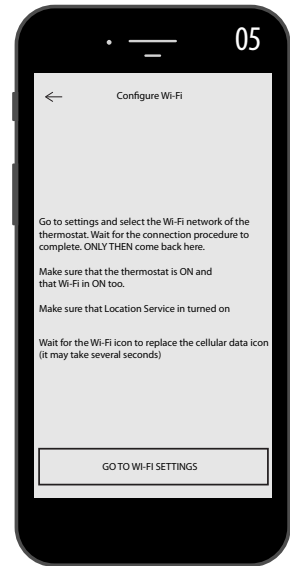 05
Configure Wi-Fi
Go to settings and select the Wi-Fi network of the
thermostat. Wait for the connection procedure to
complete. ONLY THEN come back here.
Make sure that the thermostat is ON and
that Wi-Fi in ON too.
Make sure that Location Service in turned on
Wait for the Wi-Fi icon to replace the cellular data icon
(it may take several seconds)
GO TO WI-FI SETTINGS